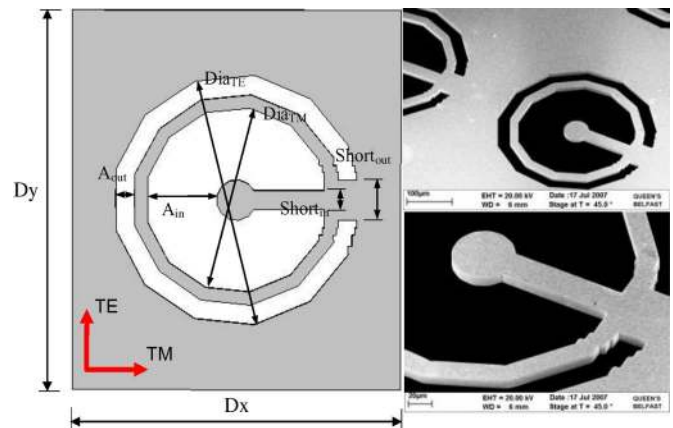 Dy
Dia_TE
Dia_TM
A_out
Short_out
A_in
Short_in
TE
TM
Dx
100μm
EHT = 20.00 kV
WD = 6 mm
Date :17 Jul 2007
Stage at T = 45.0 °
QUEEN'S
BELFAST
20μm
EHT = 20.00 kV
WD = 6 mm
Date :17 Jul 2007
Stage at T = 45.0 °
QUEEN'S
BELFAST